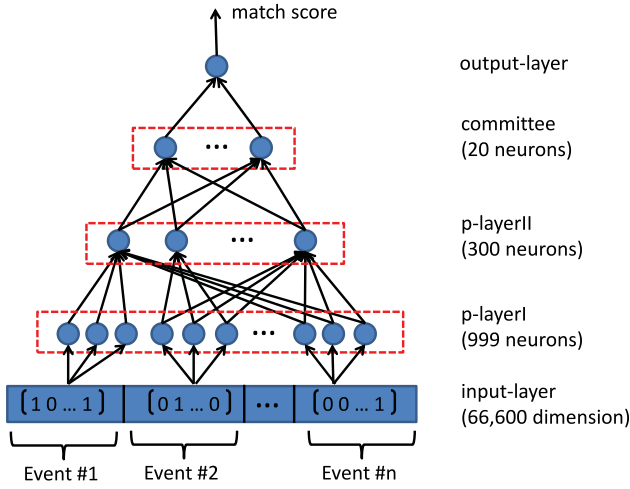 match score
output-layer
committee
(20 neurons)
...
p-layerII
(300 neurons)
...
p-layerI
(999 neurons)
...
input-layer
(66,600 dimension)
[1 0 ... 1]
[0 1 ... 0]
...
[0 0 ... 1]
Event #1
Event #2
Event #n